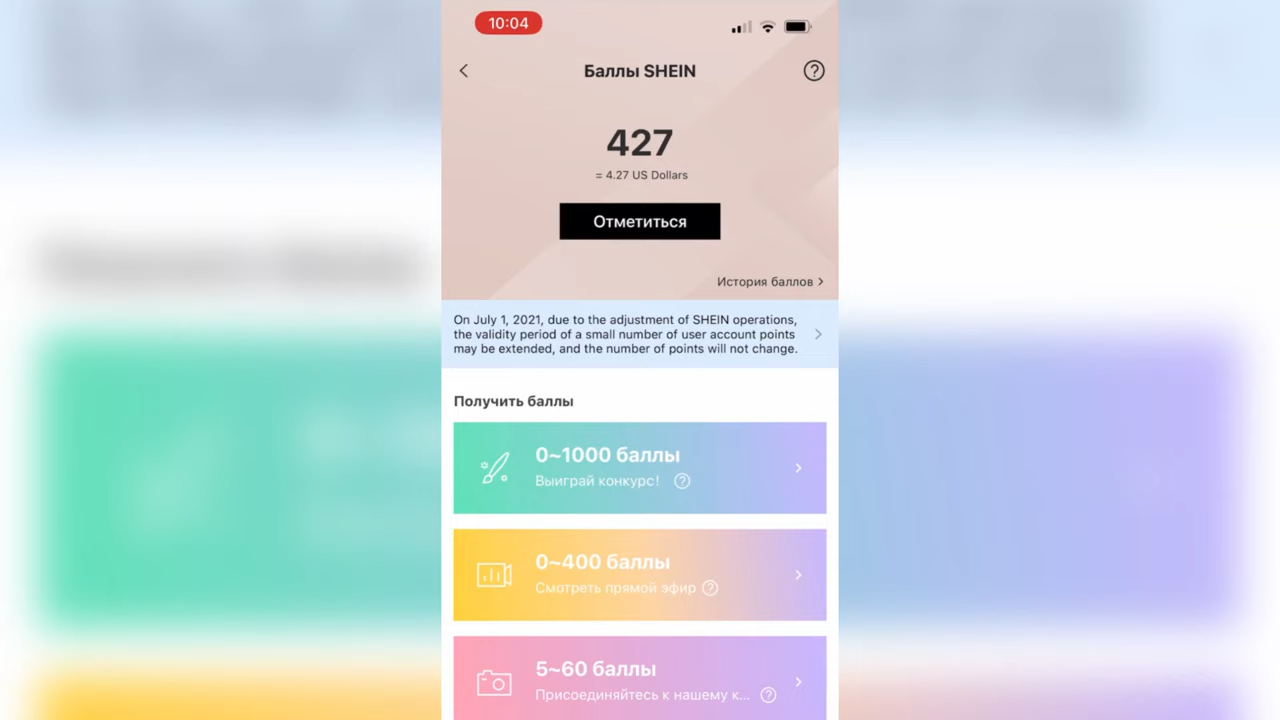 10:04
Баллы SHEIN
427
= 4.27 US Dollars
Отметиться
История баллов
On July 1, 2021, due to the adjustment of SHEIN operations,
the validity period of a small number of user account points
may be extended, and the number of points will not change.
Получить баллы
0~1000 баллы
Выиграй конкурс!
0~400 баллы
Смотреть прямой эфир
5~60 баллы
Присоединяйтесь к нашему к...